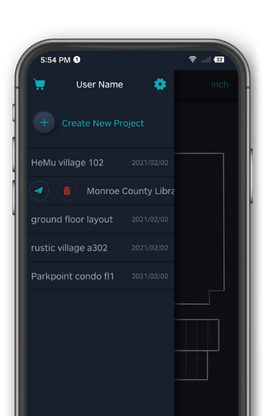 5:54 PM 1
32
User Name
Inch
+ Create New Project
HeMu village 102 2021/02/02
Monroe County Libra
ground floor layout 2021/02/02
rustic village a302 2021/02/02
Parkpoint condo fl1 2021/02/02